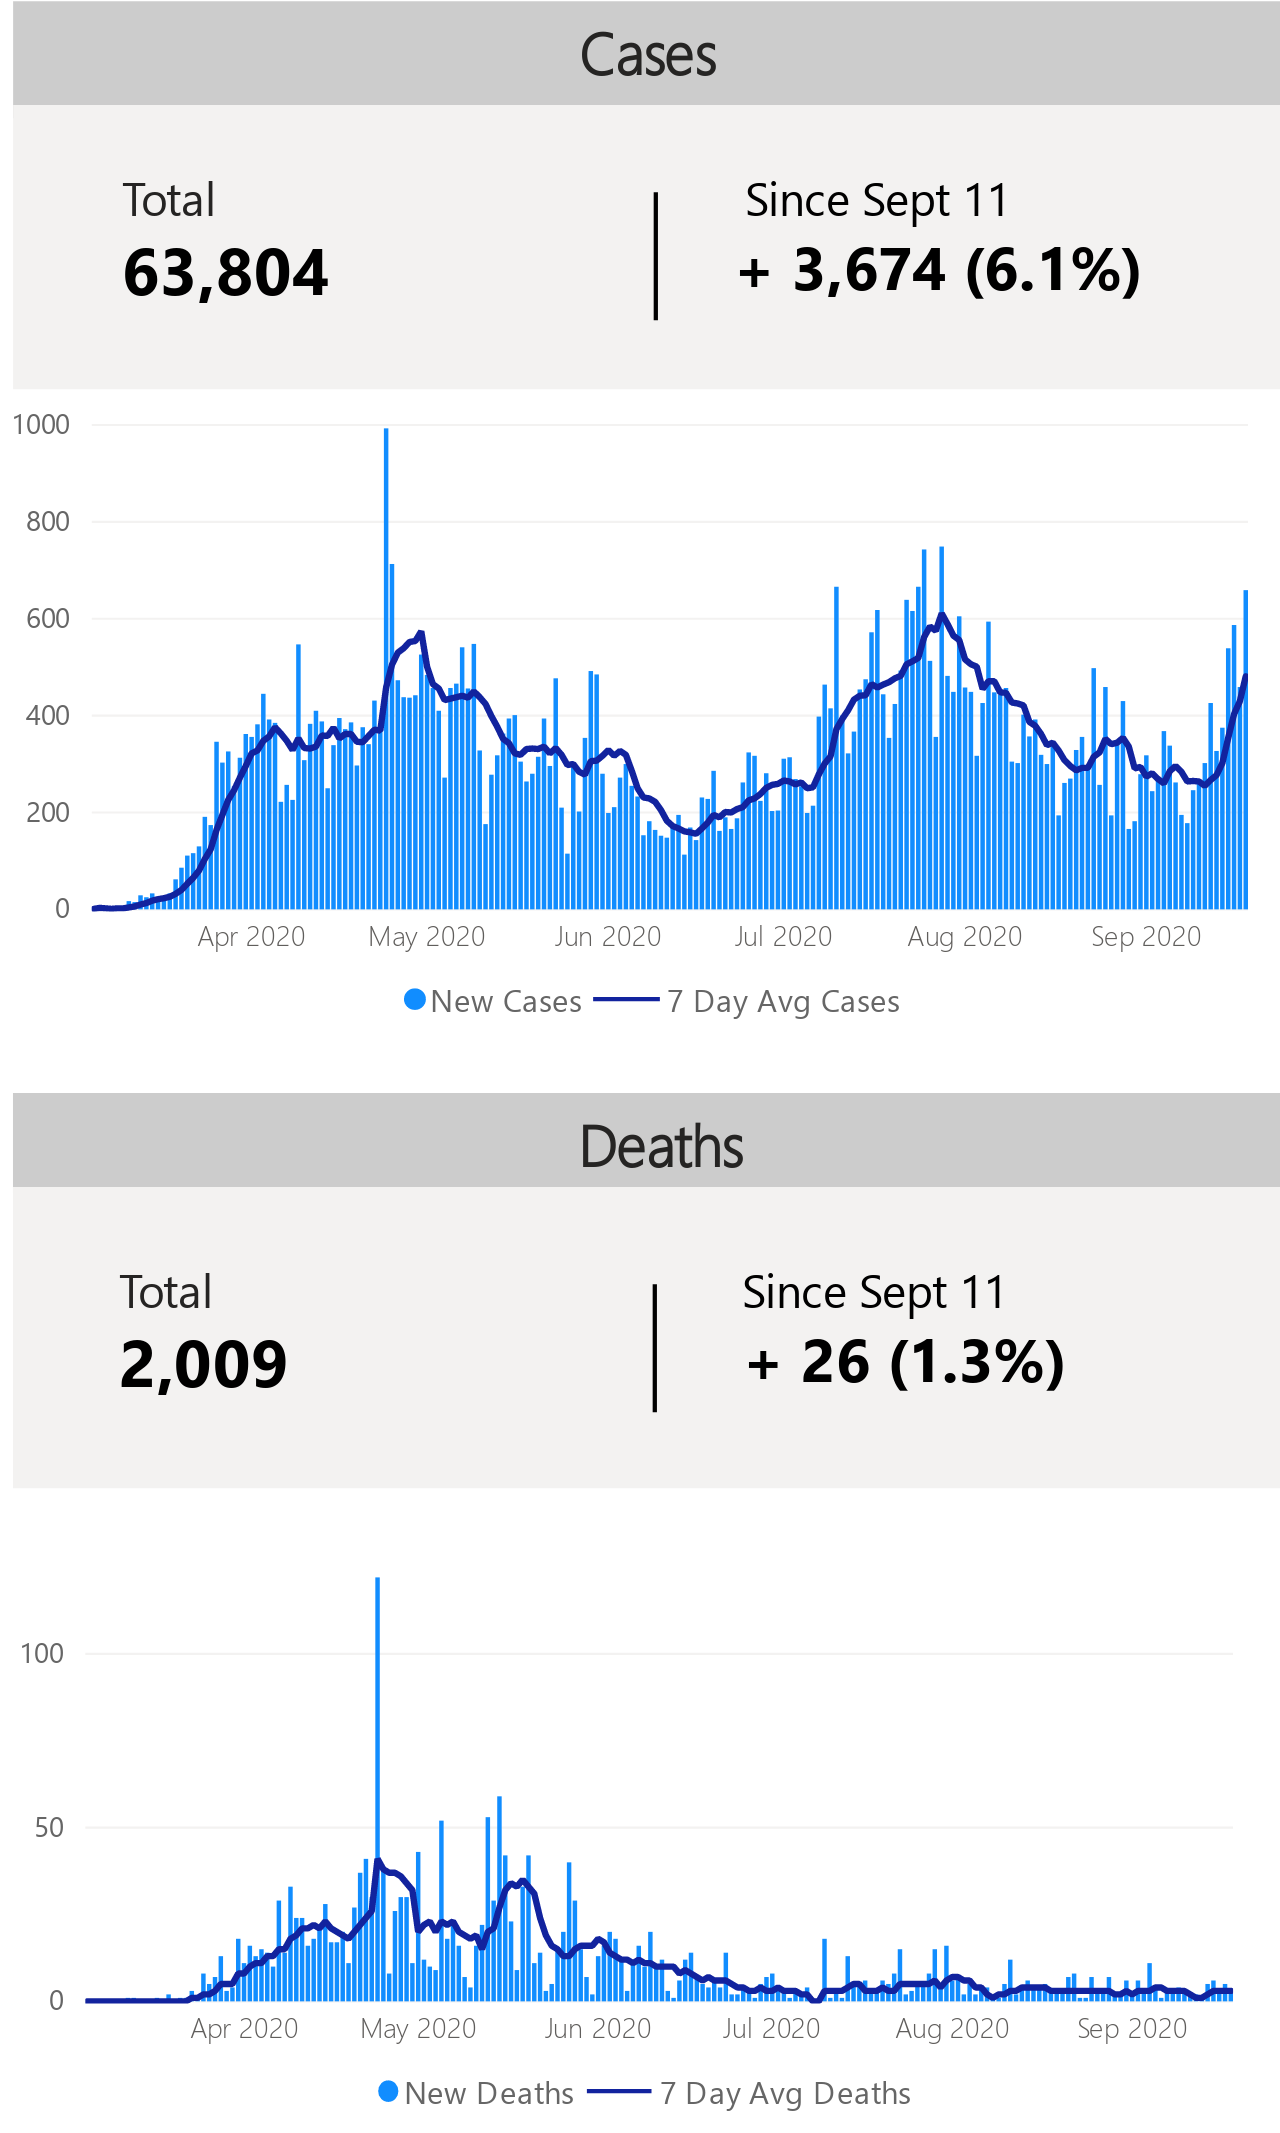 Cases
Total
Since Sept 11
63,804
+ 3,674 (6.1%)
1000
800
600
400
200
0
Apr 2020
May 2020
Jun 2020
Jul 2020
Aug 2020
Sep 2020
New Cases
7 Day Avg Cases
Deaths
Total
Since Sept 11
2,009
+ 26 (1.3%)
100
50
0
Apr 2020
May 2020
Jun 2020
Jul 2020
Aug 2020
Sep 2020
New Deaths
7 Day Avg Deaths